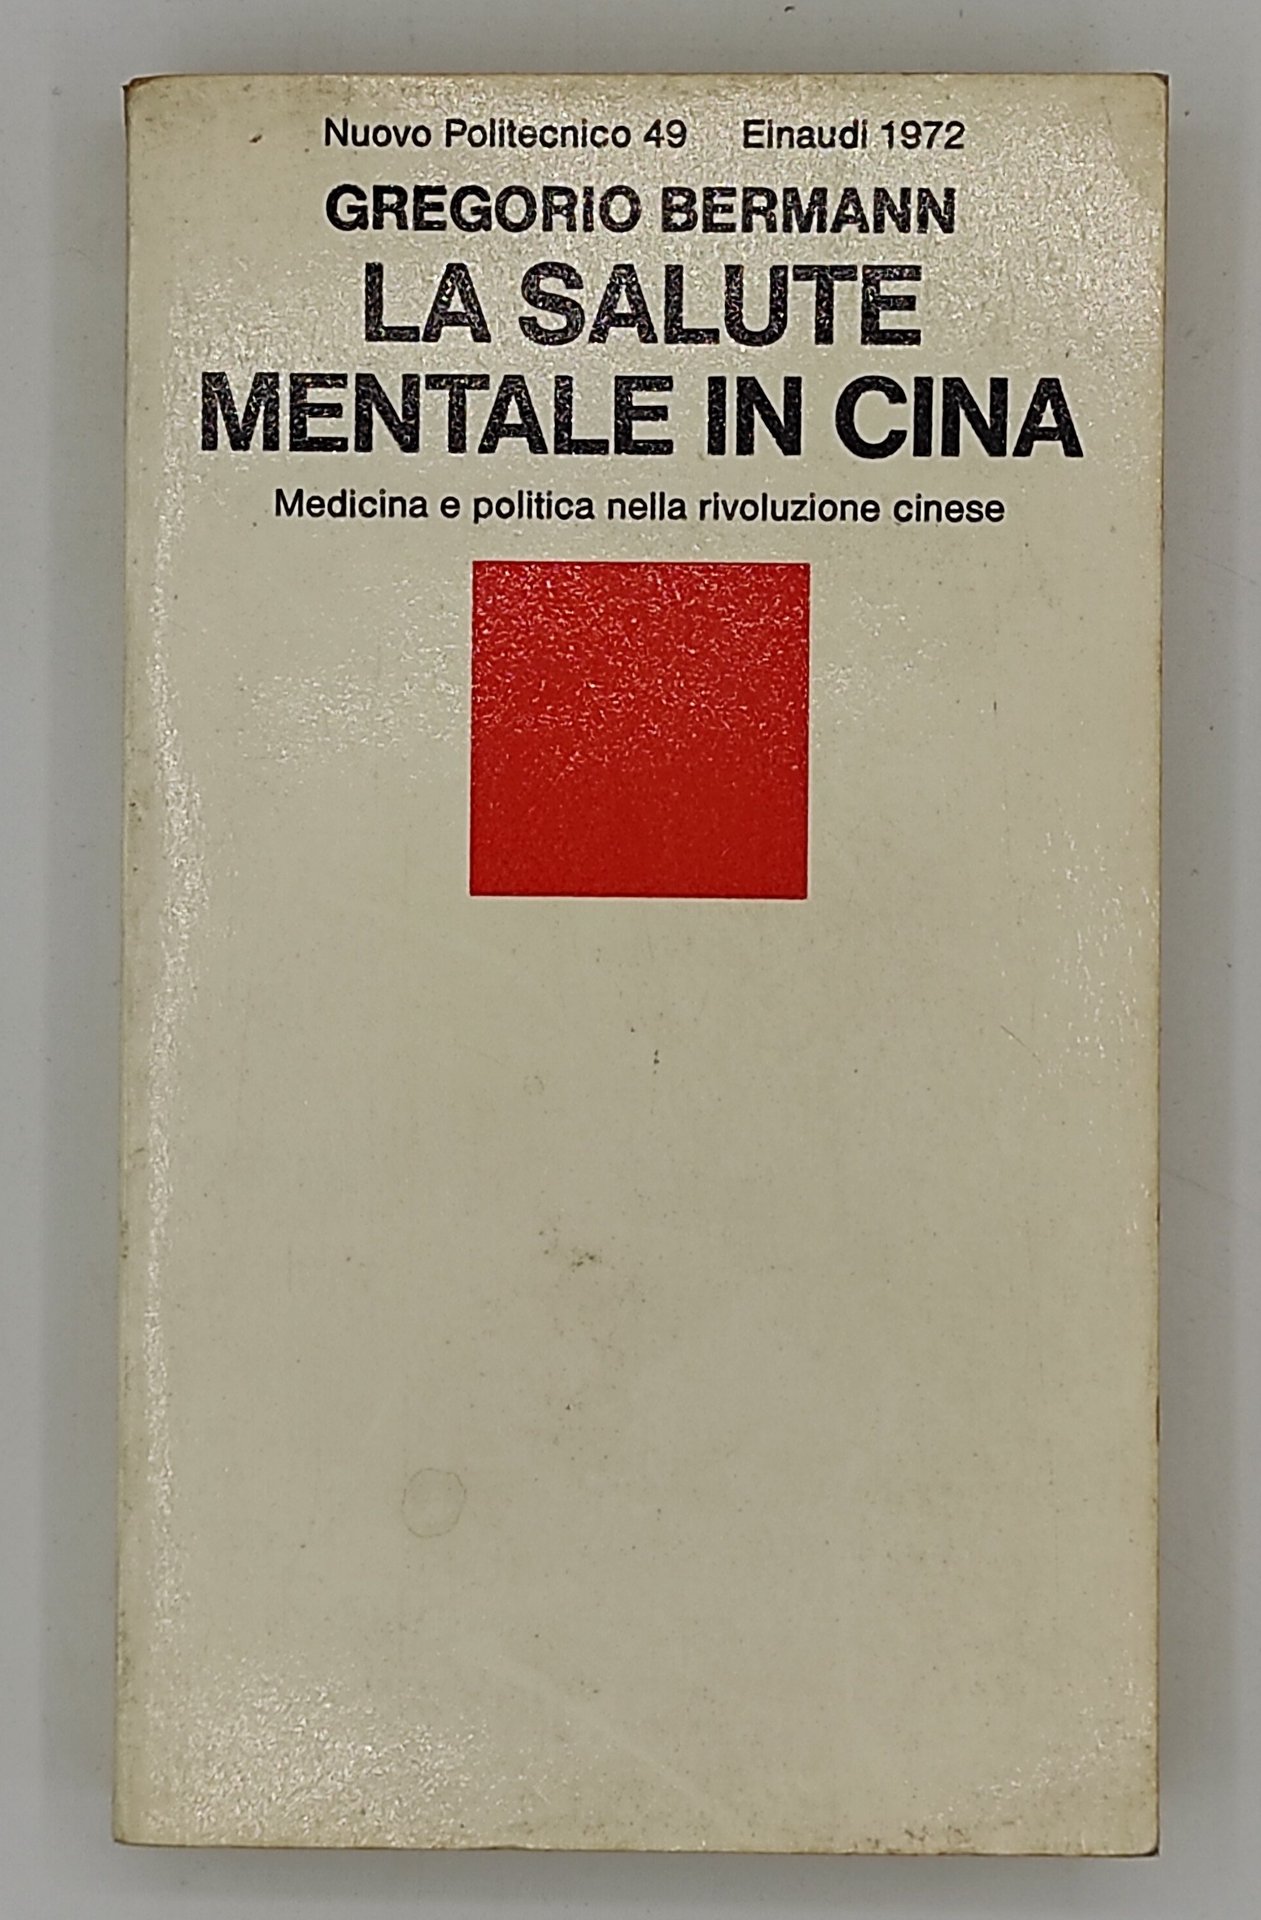 Nuovo Politecnico 49 Einaudi 1972
GREGORIO BERMANN
LA SALUTE
MENTALE IN CINA
Medicina e politica nella rivoluzione cinese